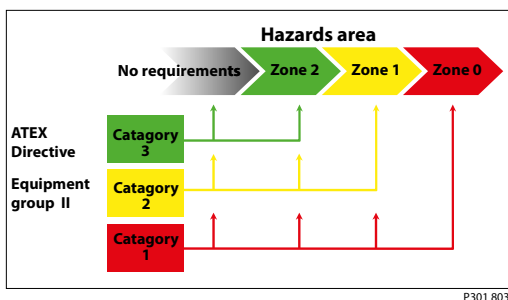 Hazards area
No requirements
Zone 2
Zone 1
Zone 0
ATEX
Directive
Catagory
3
Equipment
group II
Catagory
2
Catagory
1
P301 803